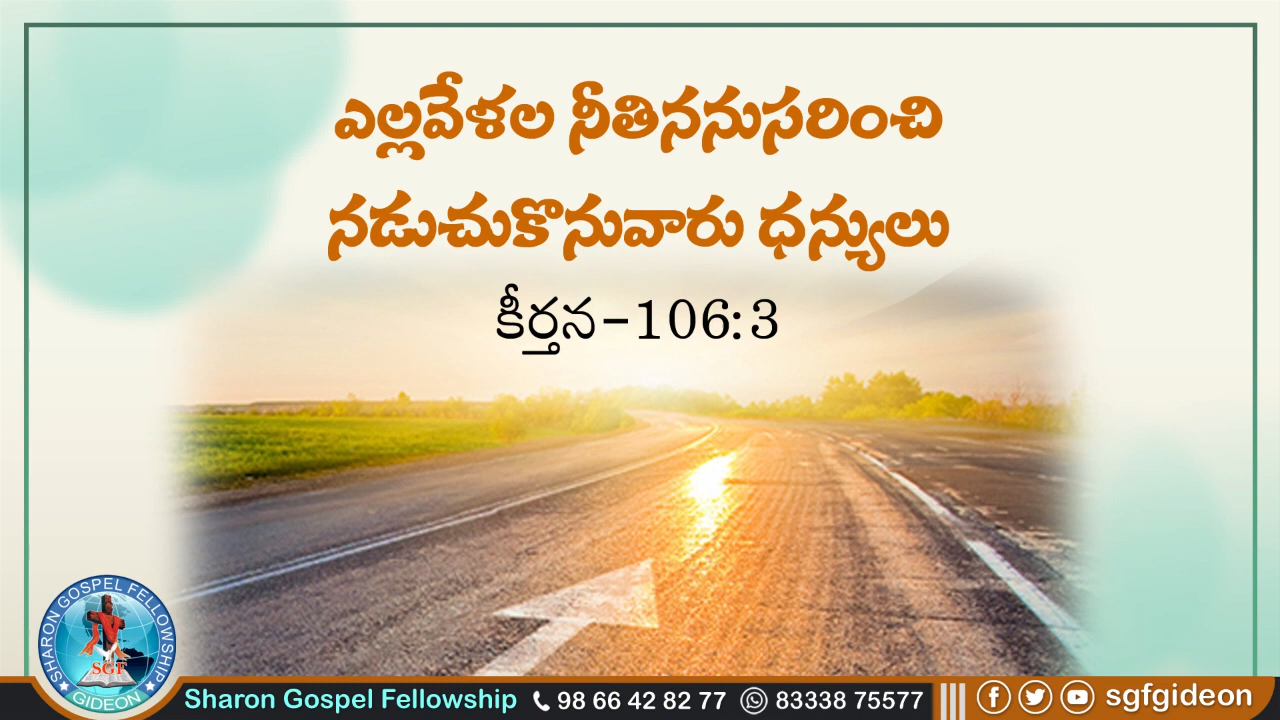 ఎల్లవేళల నీతిననుసరించి
నడుచుకొనువారు ధన్యులు
కీర్తన-106:3
SHARON GOSPEL FELLOWSHIP
SGF
GIDEON
Sharon Gospel Fellowship 98 66 42 82 77 83338 75577 sgfgideon